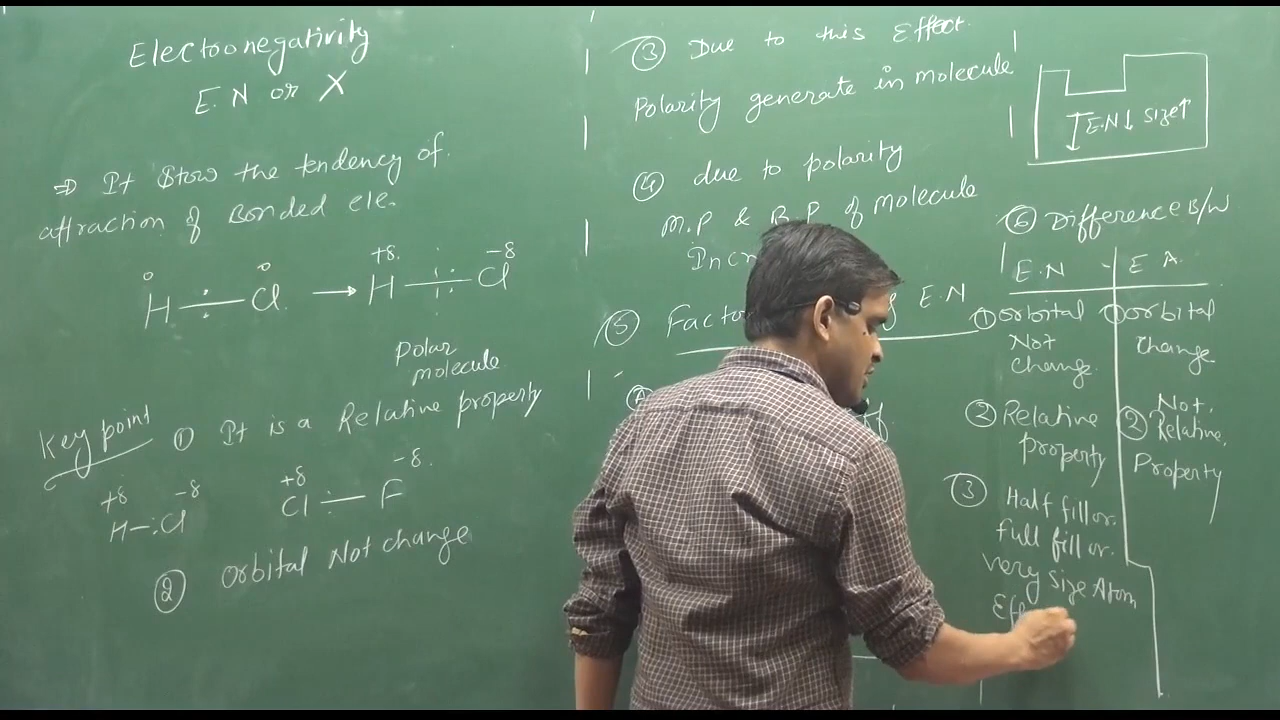 Electronegativity
E.N or X
⇒ It Show the tendency of
attraction of Bonded ele.
H : Cl → +δ H :: Cl -δ
Polar
molecule
Key point
① It is a Relative property
+δ -δ
H - : Cl
+δ -δ
Cl : F
② Orbital Not change
③ Due to this Effect
Polarity generate in molecule
④ due to polarity
M.P & B.P of molecule
Incr
⑤ Factor E.N
E.N↓ Size↑
⑥ Difference B/W
E.N - E A.
① orbital
Not
change
① orbital
change
② Relative
property
② Not.
Relative.
Property
③ Half fill or.
full fill or.
very size Atom
Eff